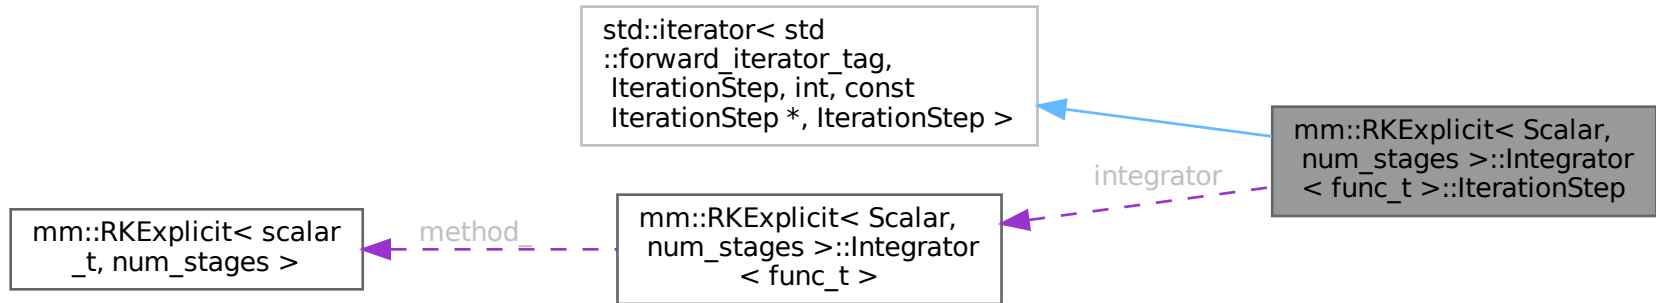 std::iterator< std
::forward_iterator_tag,
IterationStep, int, const
IterationStep *, IterationStep >
mm::RKExplicit< Scalar,
num_stages >::Integrator
< func_t >::IterationStep
integrator
mm::RKExplicit< scalar
_t, num_stages >
method_
mm::RKExplicit< Scalar,
num_stages >::Integrator
< func_t >